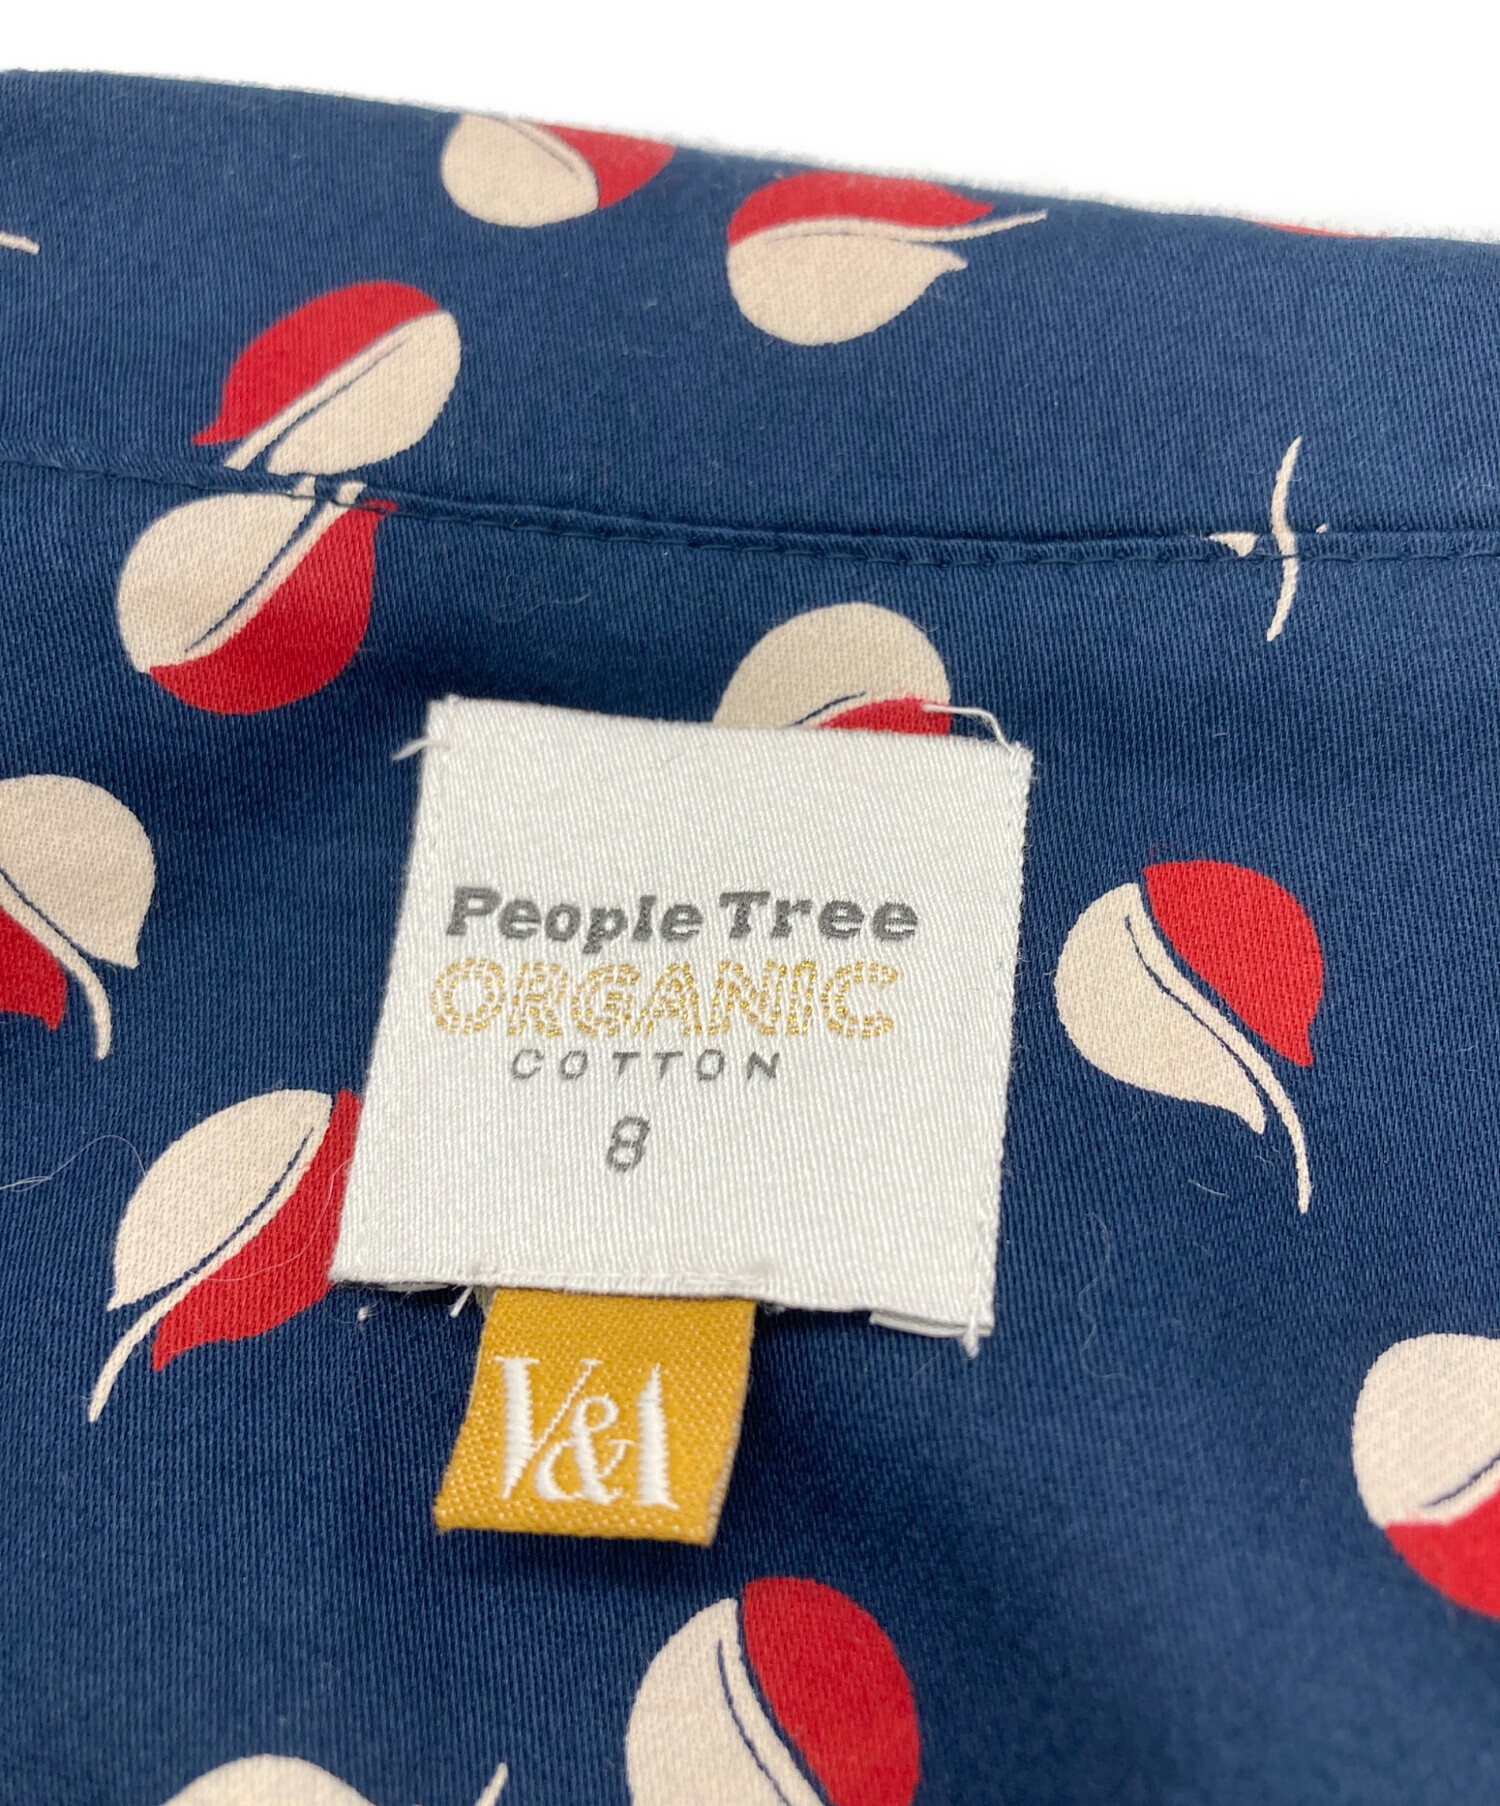 People Tree
ORGANIC
COTTON
8
V&A